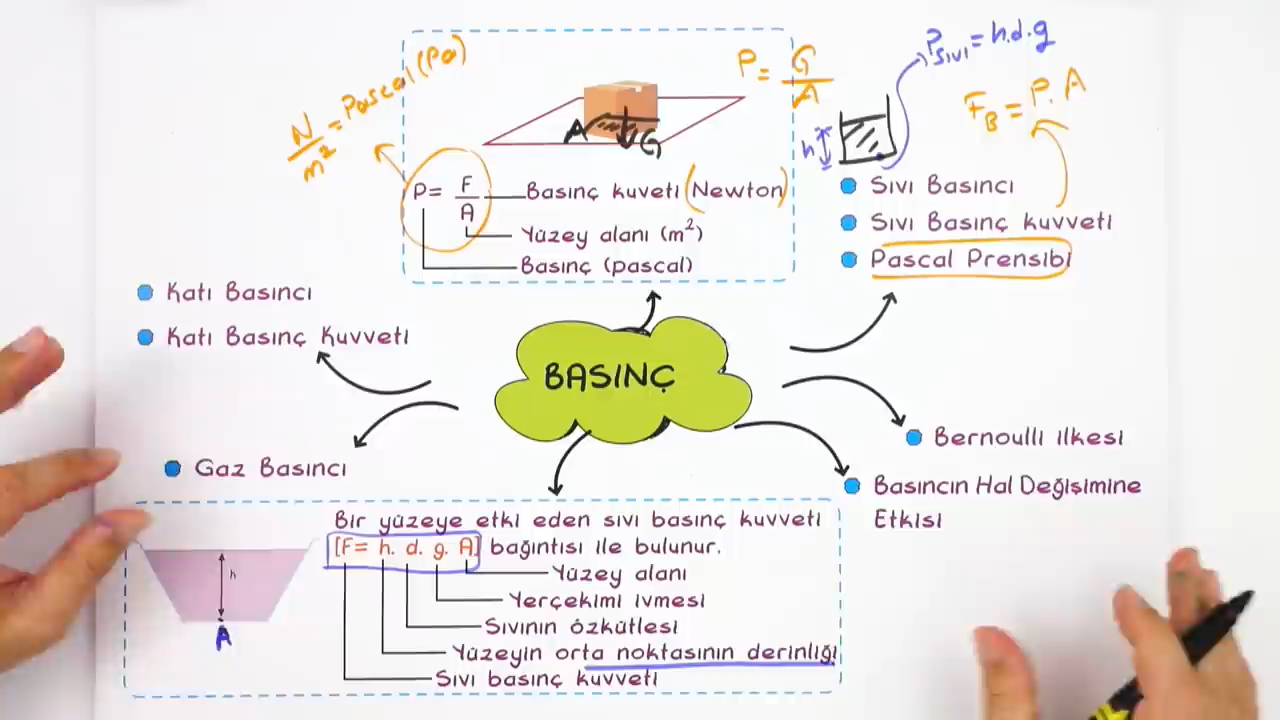 N/m² = Pascal (Pa)
P = G/A
A
G
P= F/A
Basınç kuveti (Newton)
Yüzey alanı (m²)
Basınç (pascal)
Psıvı = h.d.g
FB = P. A
h
Sıvı Basıncı
Sıvı Basınç kuvveti
Pascal Prensibi
Katı Basıncı
Katı Basınç Kuvveti
BASINÇ
Gaz Basıncı
Bernoulli ilkesi
Basıncın Hal Değişimine
Etkisi
Bir yüzeye etki eden sıvı basınç kuvveti
[F= h. d. g. A] bağıntısı ile bulunur.
Yüzey alanı
Yerçekimi ivmesi
Sıvının özkütlesi
Yüzeyin orta noktasının derinliği
Sıvı basınç kuvveti
h
A